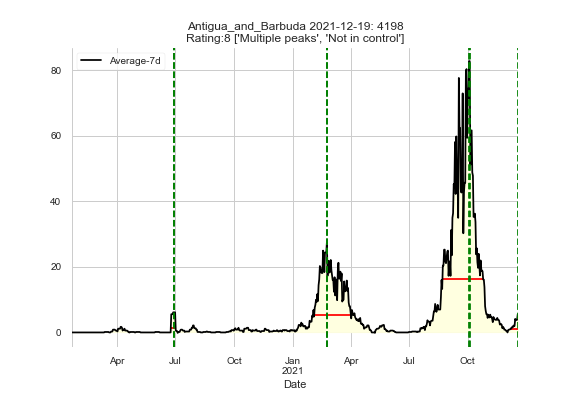 Antigua_and_Barbuda 2021-12-19: 4198
Rating:8 ['Multiple peaks', 'Not in control']
Average-7d
80
60
40
20
0
Apr Jul Oct Jan Apr Jul Oct
2021
Date